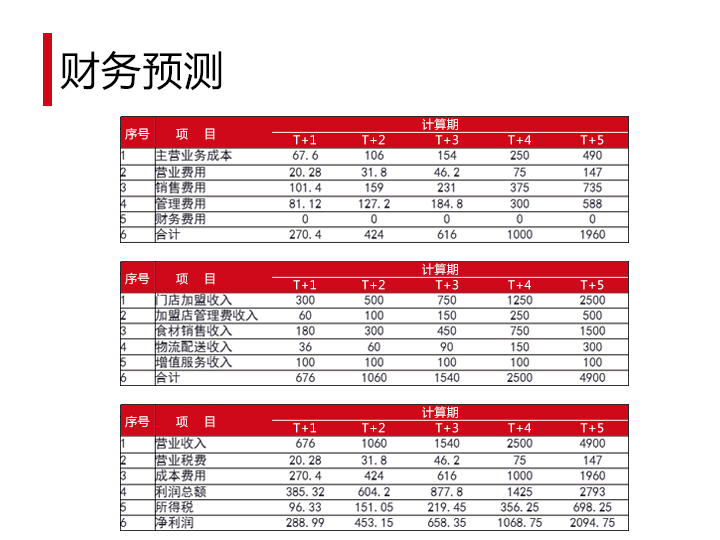 财务预测
序号 项 目 计算期
T+1 T+2 T+3 T+4 T+5
1 主营业务成本 67.6 106 154 250 490
2 营业费用 20.28 31.8 46.2 75 147
3 销售费用 101.4 159 231 375 735
4 管理费用 81.12 127.2 184.8 300 588
5 财务费用 0 0 0 0 0
6 合计 270.4 424 616 1000 1960
序号 项 目 计算期
T+1 T+2 T+3 T+4 T+5
1 门店加盟收入 300 500 750 1250 2500
2 加盟店管理费收入 60 100 150 250 500
3 食材销售收入 180 300 450 750 1500
4 物流配送收入 36 60 90 150 300
5 增值服务收入 100 100 100 100 100
6 合计 676 1060 1540 2500 4900
序号 项 目 计算期
T+1 T+2 T+3 T+4 T+5
1 营业收入 676 1060 1540 2500 4900
2 营业税费 20.28 31.8 46.2 75 147
3 成本费用 270.4 424 616 1000 1960
4 利润总额 385.32 604.2 877.8 1425 2793
5 所得税 96.33 151.05 219.45 356.25 698.25
6 净利润 288.99 453.15 658.35 1068.75 2094.75